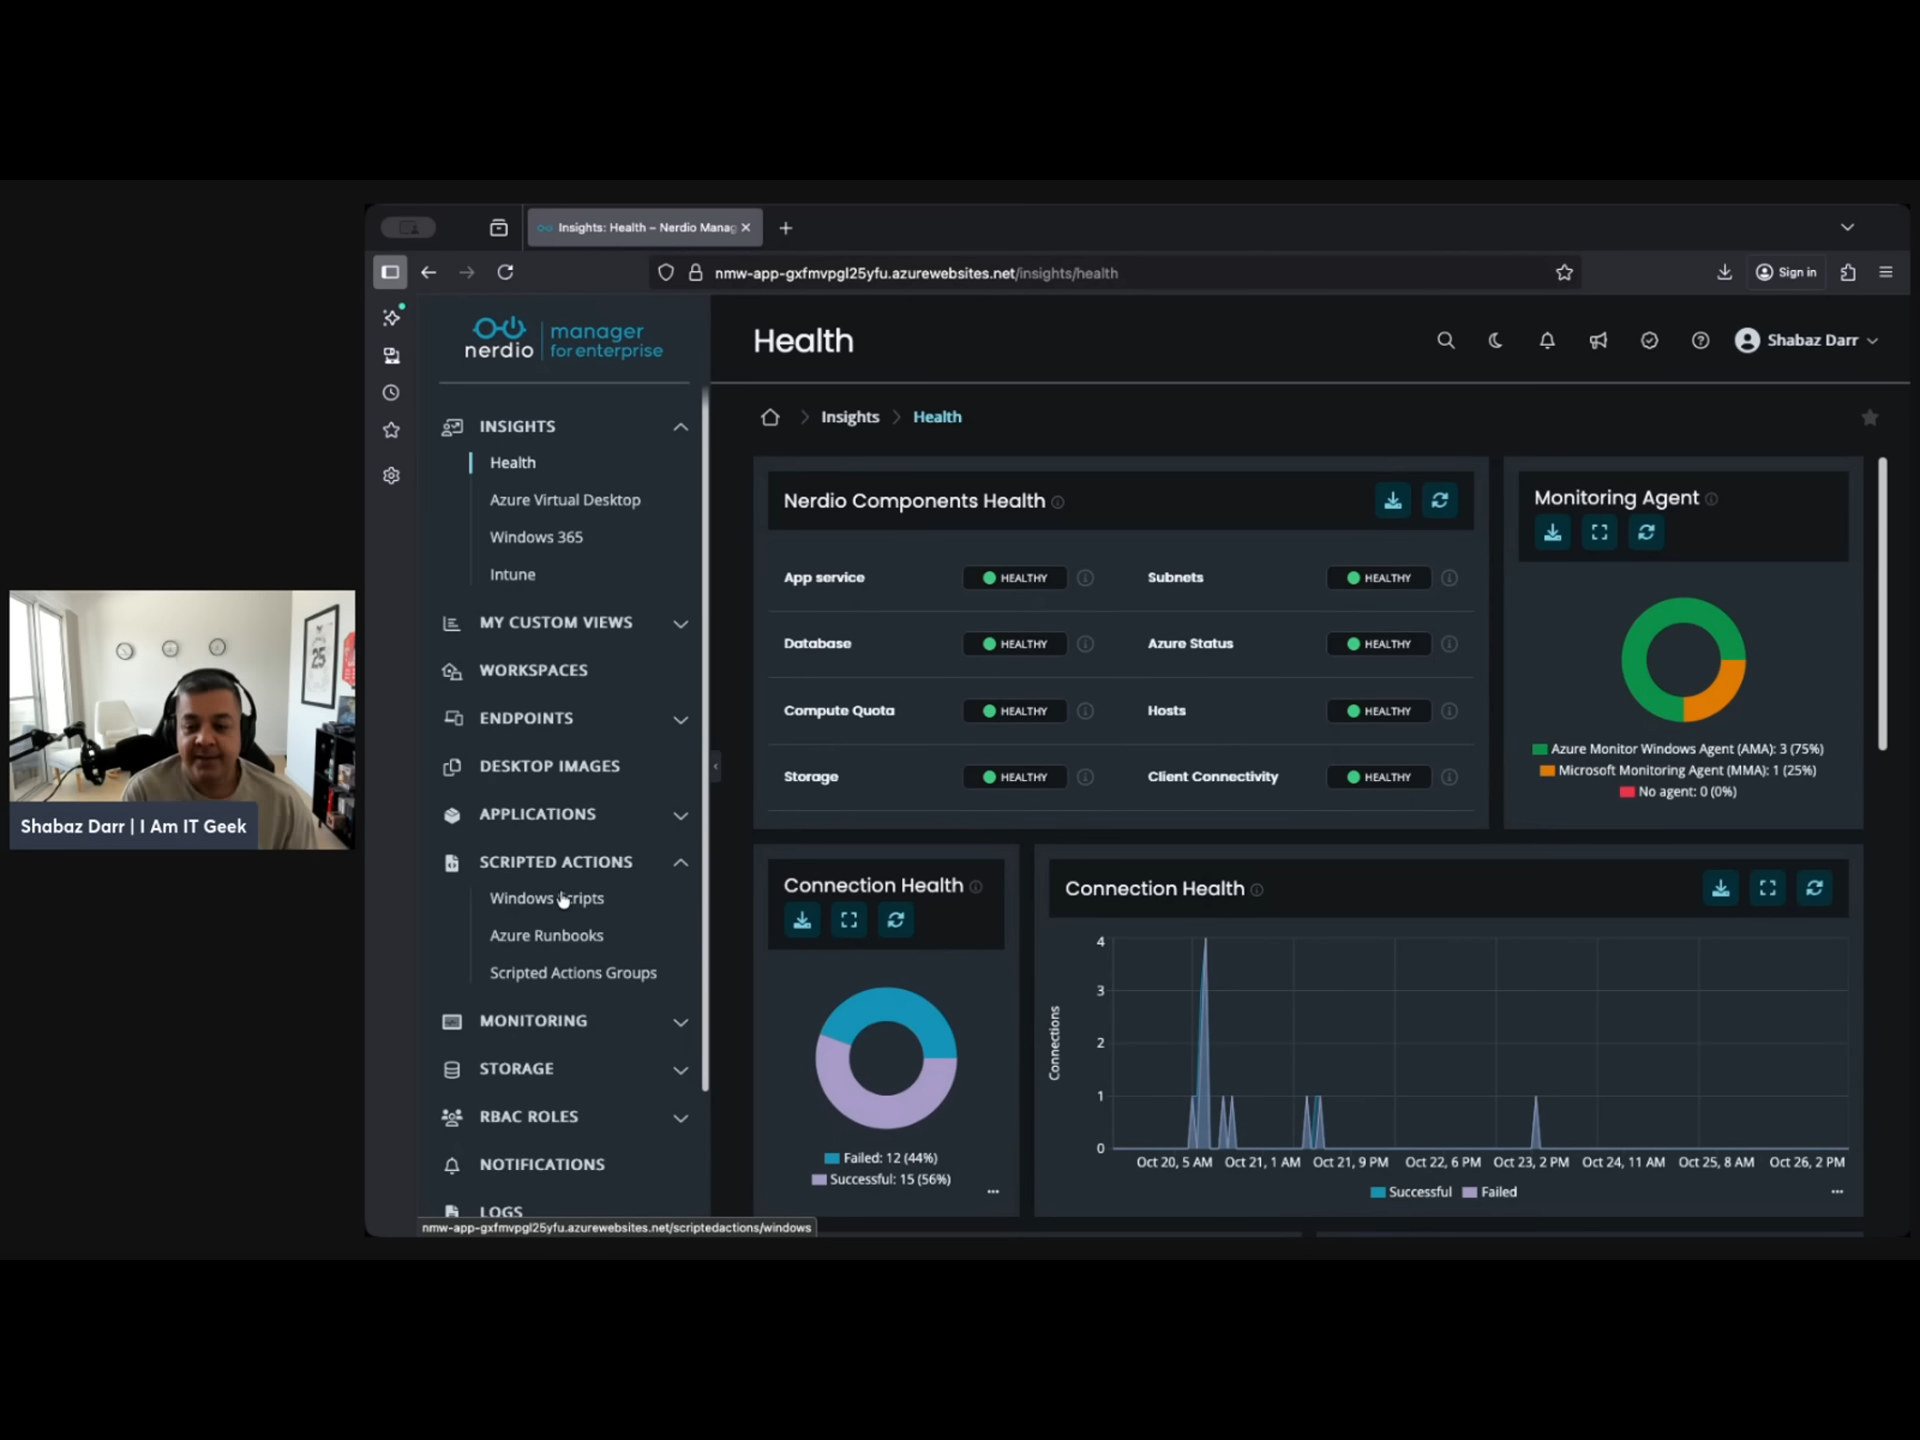 Insights: Health – Nerdio Manag
nmw-app-gxfmvpgl25yfu.azurewebsites.net/insights/health
Sign in
nerdio
manager
for enterprise
Health
Shabaz Darr
Insights
Health
INSIGHTS
Health
Azure Virtual Desktop
Windows 365
Intune
MY CUSTOM VIEWS
WORKSPACES
ENDPOINTS
DESKTOP IMAGES
APPLICATIONS
SCRIPTED ACTIONS
Windows Scripts
Azure Runbooks
Scripted Actions Groups
MONITORING
STORAGE
RBAC ROLES
NOTIFICATIONS
LOGS
nmw-app-gxfmvpgl25yfu.azurewebsites.net/scriptedactions/windows
Nerdio Components Health
App service HEALTHY
Subnets HEALTHY
Database HEALTHY
Azure Status HEALTHY
Compute Quota HEALTHY
Hosts HEALTHY
Storage HEALTHY
Client Connectivity HEALTHY
Monitoring Agent
Azure Monitor Windows Agent (AMA): 3 (75%)
Microsoft Monitoring Agent (MMA): 1 (25%)
No agent: 0 (0%)
Connection Health
Failed: 12 (44%)
Successful: 15 (56%)
...
Connection Health
Connections
4
3
2
1
0
Oct 20, 5 AM Oct 21, 1 AM Oct 21, 9 PM Oct 22, 6 PM Oct 23, 2 PM Oct 24, 11 AM Oct 25, 8 AM Oct 26, 2 PM
Successful Failed
...
25
Shabaz Darr | I Am IT Geek